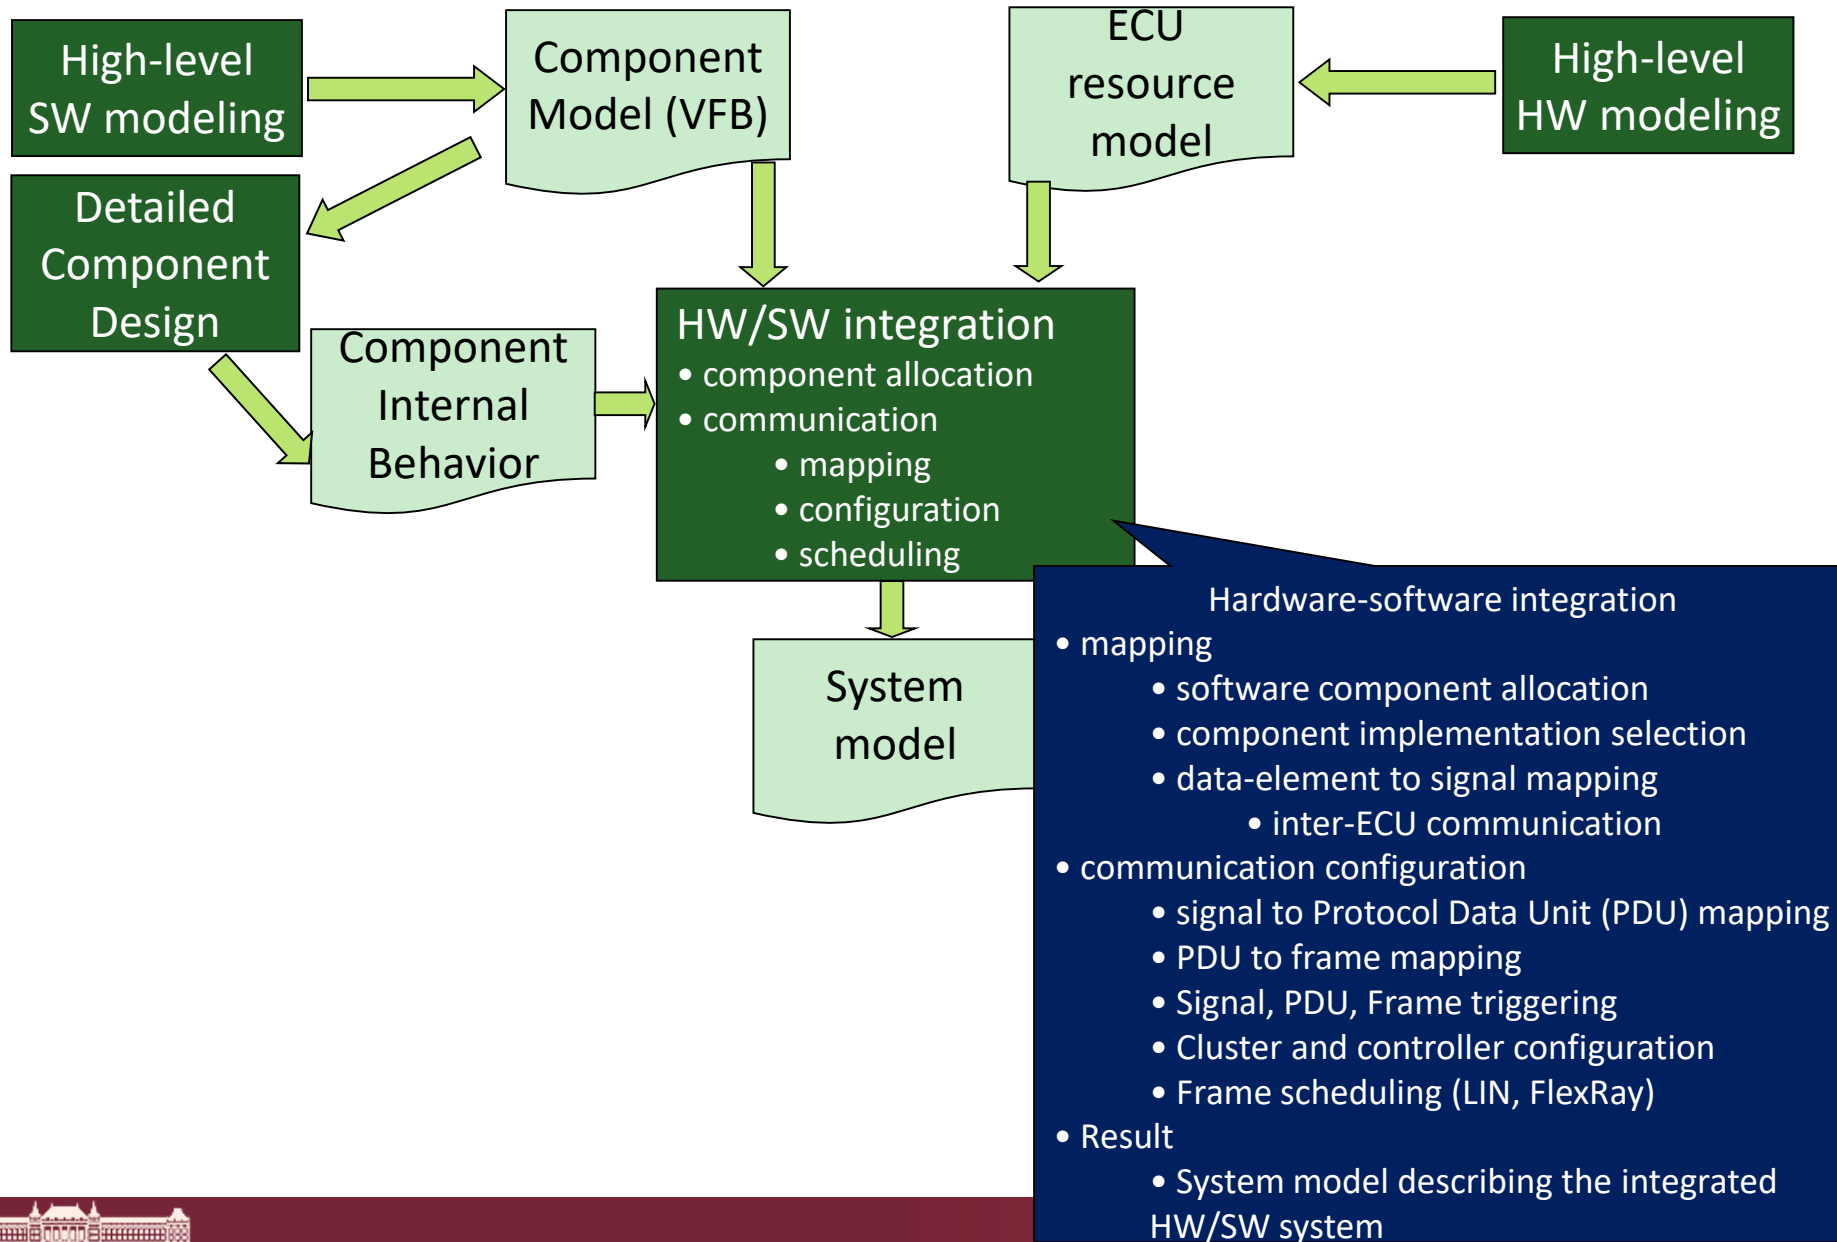 High-level
SW modeling
Component
Model (VFB)
ECU
resource
model
High-level
HW modeling
Detailed
Component
Design
Component
Internal
Behavior
HW/SW integration
• component allocation
• communication
• mapping
• configuration
• scheduling
System
model
Hardware-software integration
• mapping
• software component allocation
• component implementation selection
• data-element to signal mapping
• inter-ECU communication
• communication configuration
• signal to Protocol Data Unit (PDU) mapping
• PDU to frame mapping
• Signal, PDU, Frame triggering
• Cluster and controller configuration
• Frame scheduling (LIN, FlexRay)
• Result
• System model describing the integrated
HW/SW system